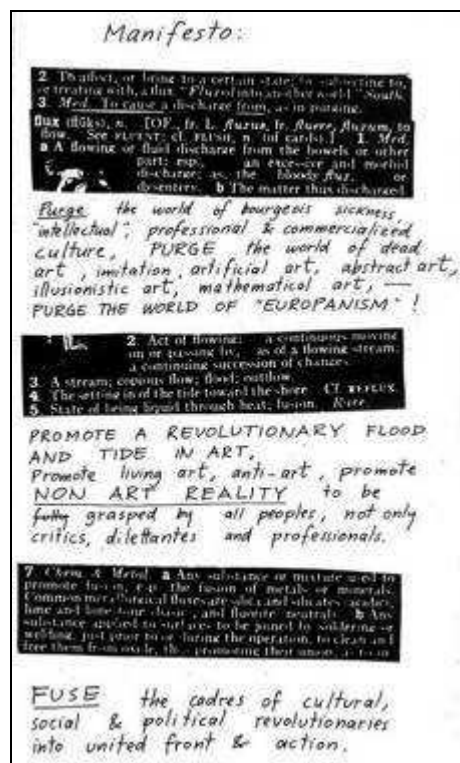 Manifesto:
2. To affect, or bring to a certain state, by subjecting to,
or treating with, a flux. "Fluxed into another world." South.
3. Med. To cause a discharge from, as in purging.
flux (flŭks), n. [OF., fr. L. fluxus, fr. fluere, fluxum, to
flow. See FLUENT; cf. FLUSH, n. (of cards).] 1. Med.
a A flowing or fluid discharge from the bowels or other
part: esp., an excessive and morbid
discharge; as, the bloody flux, or
dysentery. b The matter thus discharged.
Purge the world of bourgeois sickness,
"intellectual", professional & commercialized
culture, PURGE the world of dead
art, imitation, artificial art, abstract art,
illusionistic art, mathematical art, —
PURGE THE WORLD OF "EUROPANISM"!
2. Act of flowing: a continuous moving
on or passing by, as of a flowing stream;
a continuing succession of changes.
3. A stream; copious flow; flood; outflow.
4. The setting in of the tide toward the shore. Cf. REFLUX.
5. State of being liquid through heat; fusion. Rare.
PROMOTE A REVOLUTIONARY FLOOD
AND TIDE IN ART,
Promote living art, anti-art, promote
NON ART REALITY to be
fully grasped by all peoples, not only
critics, dilettantes and professionals.
7. Chem. & Metal. a Any substance or mixture used to
promote fusion, esp. the fusion of metals or minerals.
Common metallurgical fluxes are silica and silicates (acidic),
lime and limestone (basic), and fluorite (neutral). b Any
substance applied to surfaces to be joined by soldering or
welding, just prior to or during the operation, to clean and
free them from oxide, thus promoting their union, as rosin.
FUSE the cadres of cultural,
social & political revolutionaries
into united front & action.